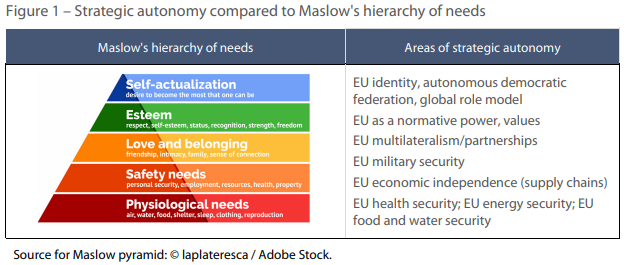 Figure 1 – Strategic autonomy compared to Maslow's hierarchy of needs
Maslow's hierarchy of needs
Areas of strategic autonomy
Self-actualization
desire to become the most that one can be
Esteem
respect, self-esteem, status, recognition, strength, freedom
Love and belonging
friendship, intimacy, family, sense of connection
Safety needs
personal security, employment, resources, health, property
Physiological needs
air, water, food, shelter, sleep, clothing, reproduction
EU identity, autonomous democratic
federation, global role model
EU as a normative power, values
EU multilateralism/partnerships
EU military security
EU economic independence (supply chains)
EU health security; EU energy security; EU
food and water security
Source for Maslow pyramid: © laplateresca / Adobe Stock.